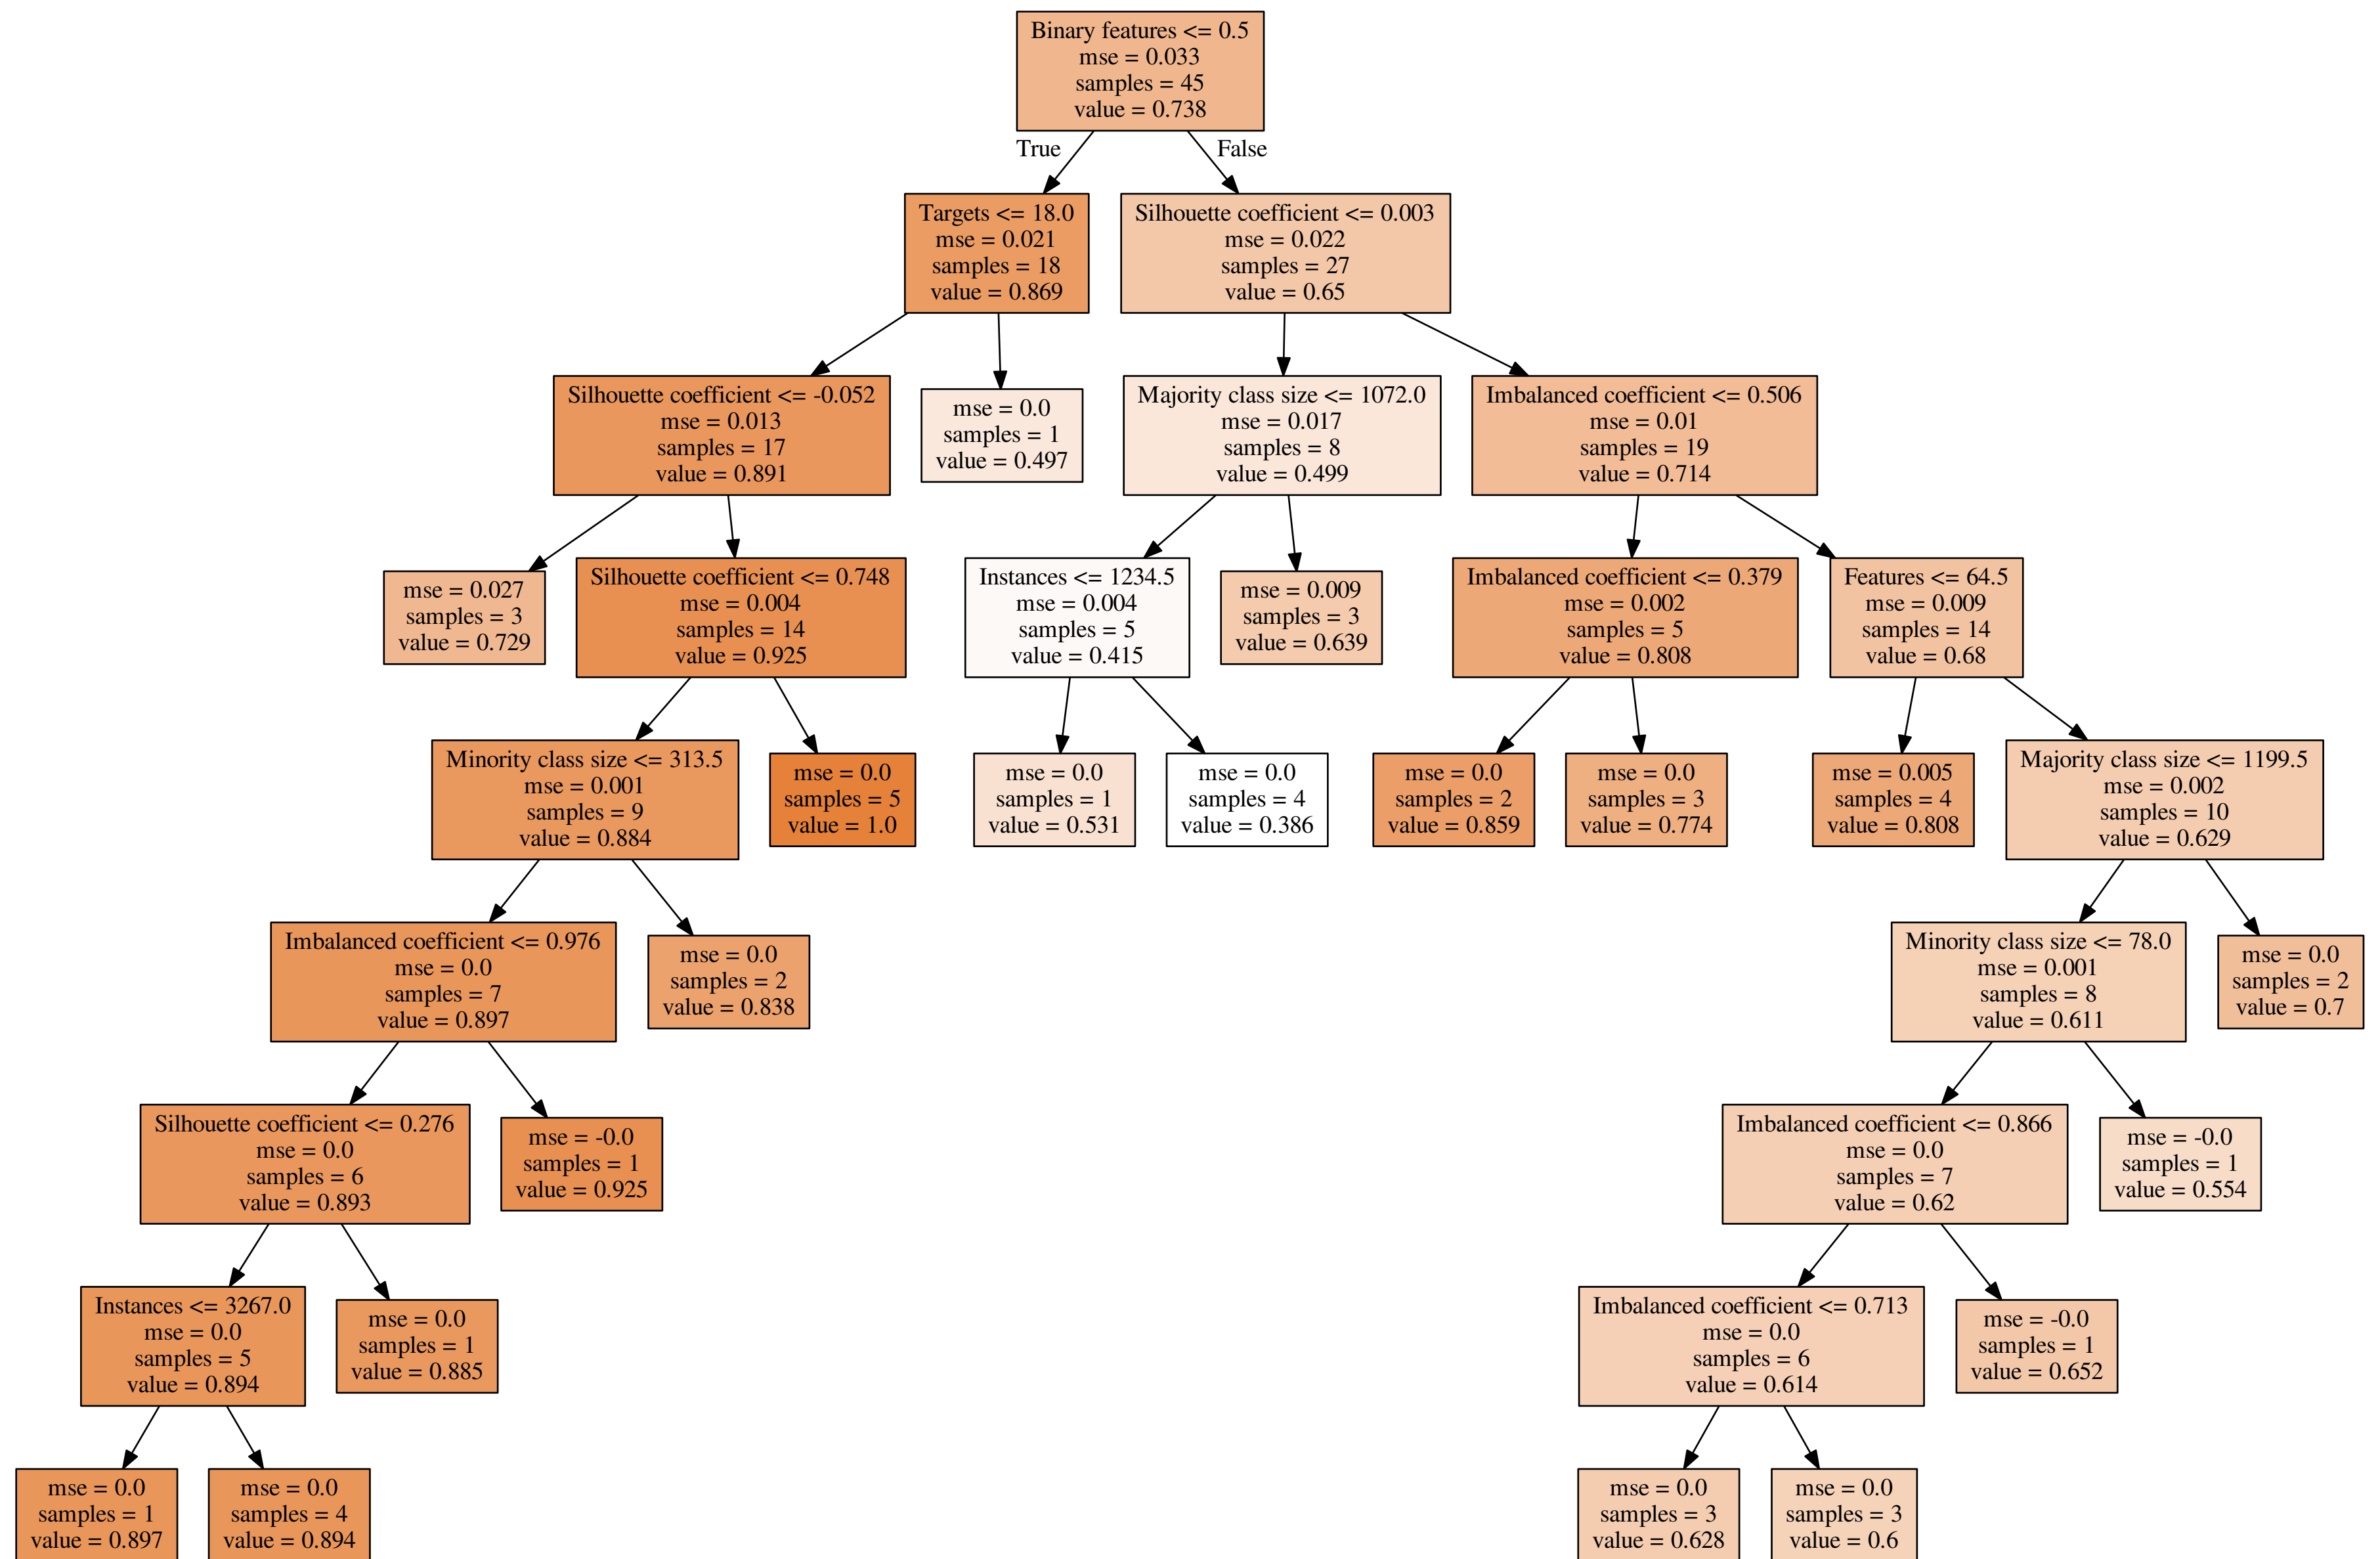 Binary features <= 0.5
mse = 0.033
samples = 45
value = 0.738
True
False
Targets <= 18.0
mse = 0.021
samples = 18
value = 0.869
Silhouette coefficient <= 0.003
mse = 0.022
samples = 27
value = 0.65
Silhouette coefficient <= -0.052
mse = 0.013
samples = 17
value = 0.891
mse = 0.0
samples = 1
value = 0.497
Majority class size <= 1072.0
mse = 0.017
samples = 8
value = 0.499
Imbalanced coefficient <= 0.506
mse = 0.01
samples = 19
value = 0.714
mse = 0.027
samples = 3
value = 0.729
Silhouette coefficient <= 0.748
mse = 0.004
samples = 14
value = 0.925
Instances <= 1234.5
mse = 0.004
samples = 5
value = 0.415
mse = 0.009
samples = 3
value = 0.639
Imbalanced coefficient <= 0.379
mse = 0.002
samples = 5
value = 0.808
Features <= 64.5
mse = 0.009
samples = 14
value = 0.68
Minority class size <= 313.5
mse = 0.001
samples = 9
value = 0.884
mse = 0.0
samples = 5
value = 1.0
mse = 0.0
samples = 1
value = 0.531
mse = 0.0
samples = 4
value = 0.386
mse = 0.0
samples = 2
value = 0.859
mse = 0.0
samples = 3
value = 0.774
mse = 0.005
samples = 4
value = 0.808
Majority class size <= 1199.5
mse = 0.002
samples = 10
value = 0.629
Imbalanced coefficient <= 0.976
mse = 0.0
samples = 7
value = 0.897
mse = 0.0
samples = 2
value = 0.838
Minority class size <= 78.0
mse = 0.001
samples = 8
value = 0.611
mse = 0.0
samples = 2
value = 0.7
Silhouette coefficient <= 0.276
mse = 0.0
samples = 6
value = 0.893
mse = -0.0
samples = 1
value = 0.925
Imbalanced coefficient <= 0.866
mse = 0.0
samples = 7
value = 0.62
mse = -0.0
samples = 1
value = 0.554
Instances <= 3267.0
mse = 0.0
samples = 5
value = 0.894
mse = 0.0
samples = 1
value = 0.885
Imbalanced coefficient <= 0.713
mse = 0.0
samples = 6
value = 0.614
mse = -0.0
samples = 1
value = 0.652
mse = 0.0
samples = 1
value = 0.897
mse = 0.0
samples = 4
value = 0.894
mse = 0.0
samples = 3
value = 0.628
mse = 0.0
samples = 3
value = 0.6